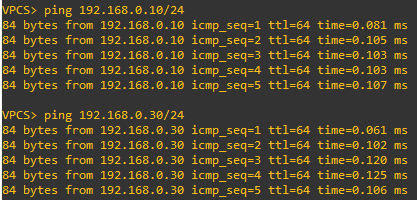 VPCS> ping 192.168.0.10/24
84 bytes from 192.168.0.10 icmp_seq=1 ttl=64 time=0.081 ms
84 bytes from 192.168.0.10 icmp_seq=2 ttl=64 time=0.105 ms
84 bytes from 192.168.0.10 icmp_seq=3 ttl=64 time=0.103 ms
84 bytes from 192.168.0.10 icmp_seq=4 ttl=64 time=0.103 ms
84 bytes from 192.168.0.10 icmp_seq=5 ttl=64 time=0.107 ms
VPCS> ping 192.168.0.30/24
84 bytes from 192.168.0.30 icmp_seq=1 ttl=64 time=0.061 ms
84 bytes from 192.168.0.30 icmp_seq=2 ttl=64 time=0.102 ms
84 bytes from 192.168.0.30 icmp_seq=3 ttl=64 time=0.120 ms
84 bytes from 192.168.0.30 icmp_seq=4 ttl=64 time=0.125 ms
84 bytes from 192.168.0.30 icmp_seq=5 ttl=64 time=0.106 ms